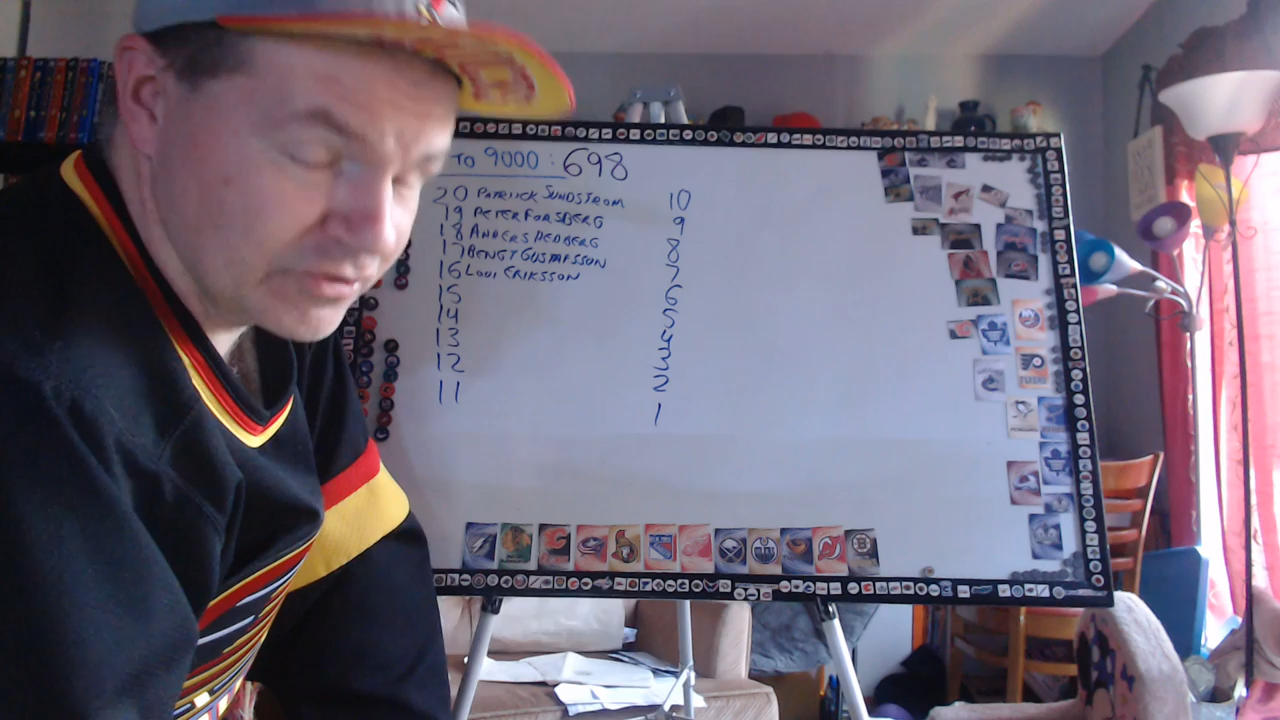 TO 9000 : 698
20 PATRICK SUNDSTROM 10
19 PETER FORSBERG 9
18 ANDERS HEDBERG 8
17 BENGT GUSTAFSSON 7
16 LOUI ERIKSSON 6
15 5
14 4
13 3
12 2
11 1